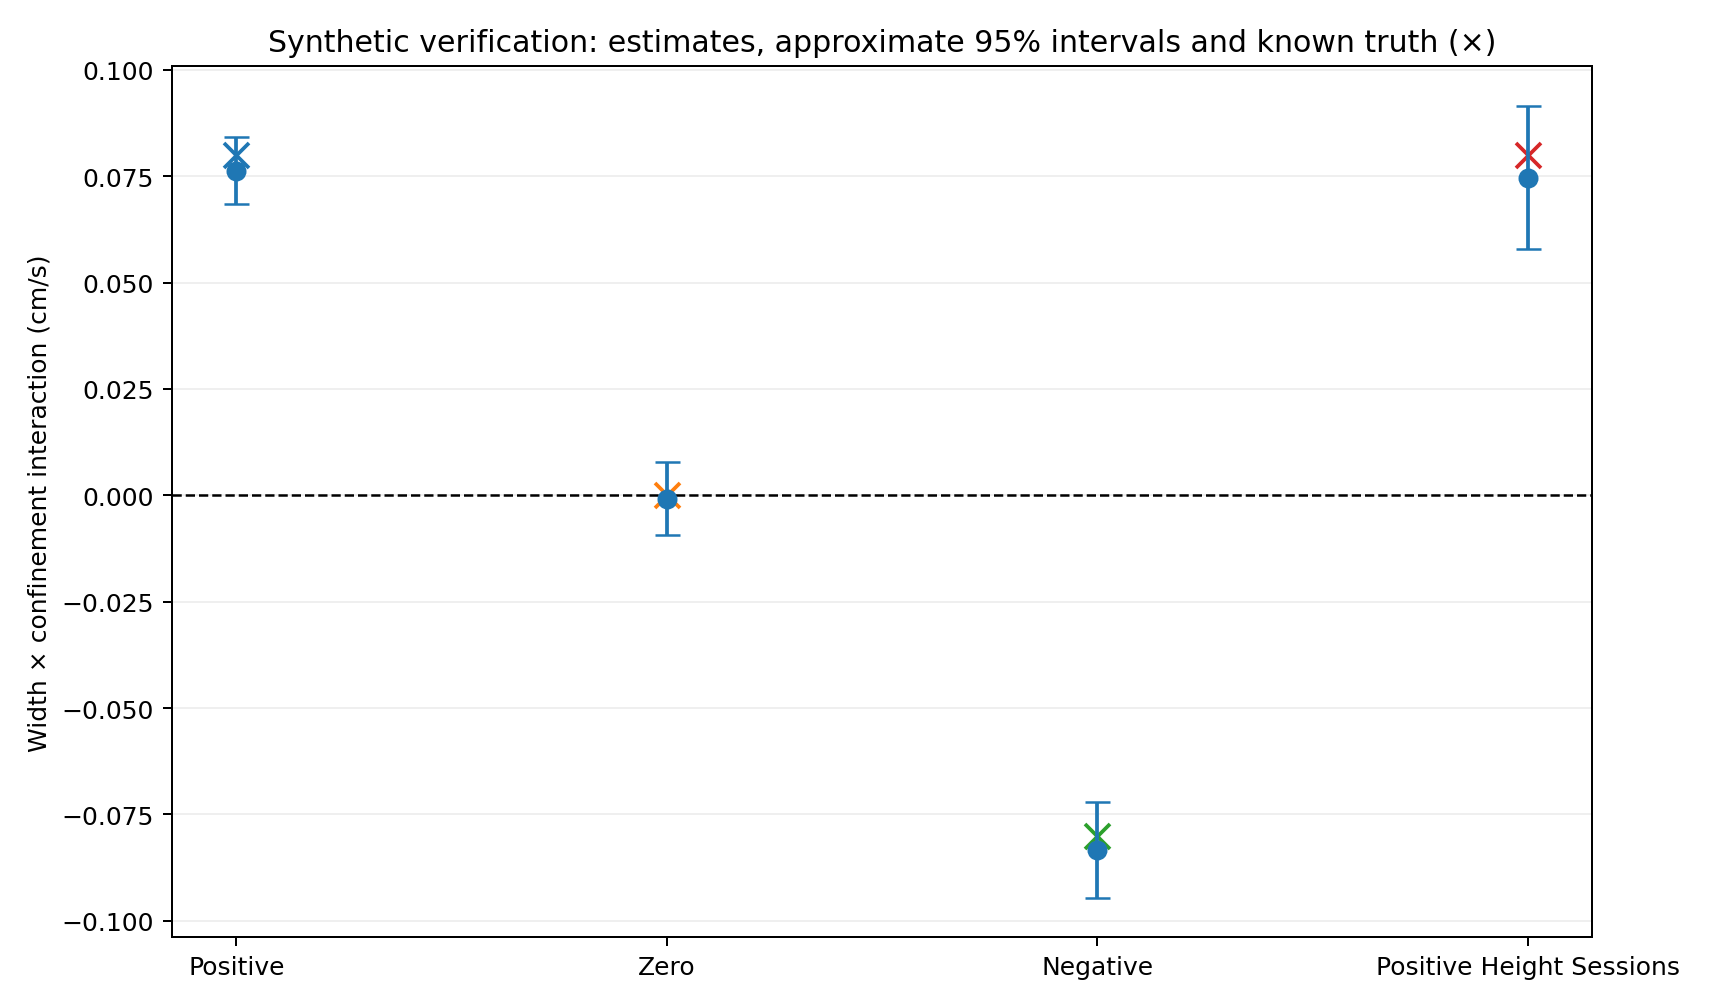 Synthetic verification: estimates, approximate 95% intervals and known truth (×)
Width × confinement interaction (cm/s)
0.100
0.075
0.050
0.025
0.000
−0.025
−0.050
−0.075
−0.100
Positive
Zero
Negative
Positive Height Sessions